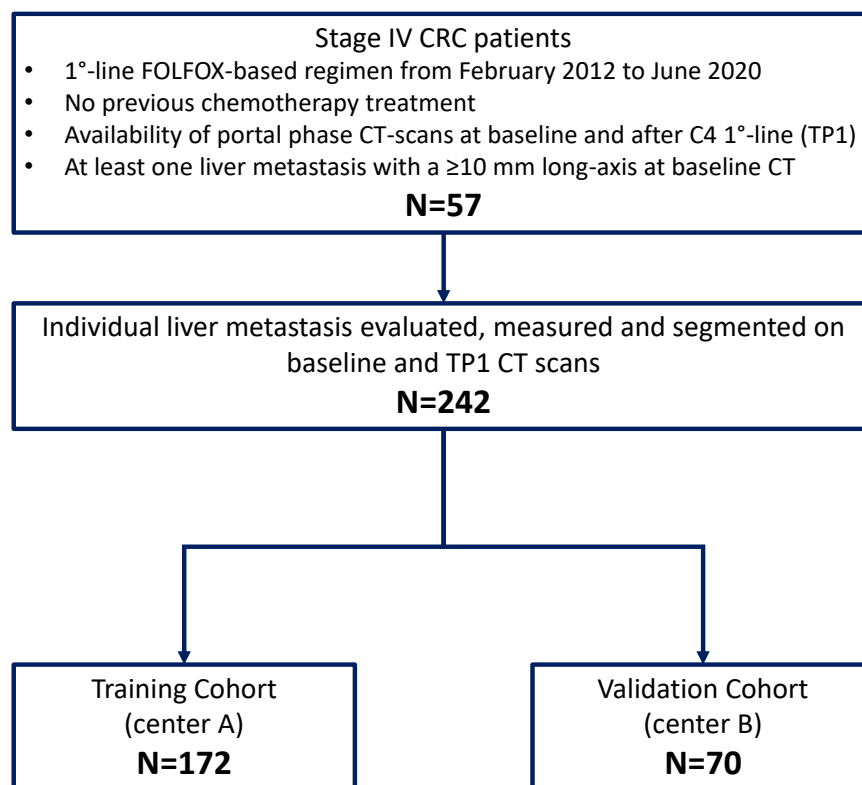 Stage IV CRC patients
• 1°-line FOLFOX-based regimen from February 2012 to June 2020
• No previous chemotherapy treatment
• Availability of portal phase CT-scans at baseline and after C4 1°-line (TP1)
• At least one liver metastasis with a ≥10 mm long-axis at baseline CT
N=57
Individual liver metastasis evaluated, measured and segmented on
baseline and TP1 CT scans
N=242
Training Cohort
(center A)
N=172
Validation Cohort
(center B)
N=70